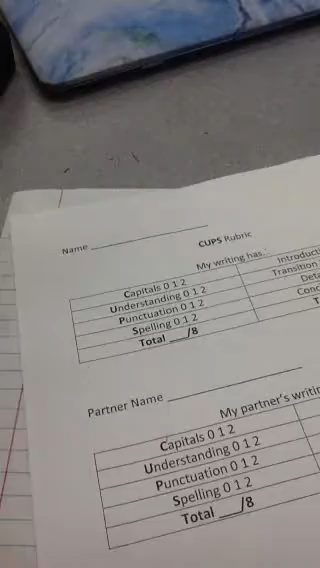 Name
CUPS Rubric
My writing has:
Capitals 0 1 2
Understanding 0 1 2
Transition
Punctuation 0 1 2
Spelling 0 1 2
Total ___/8
Partner Name
My partner's
Capitals 0 1 2
Understanding 0 1 2
Punctuation 0 1 2
Spelling 0 1 2
Total ___/8